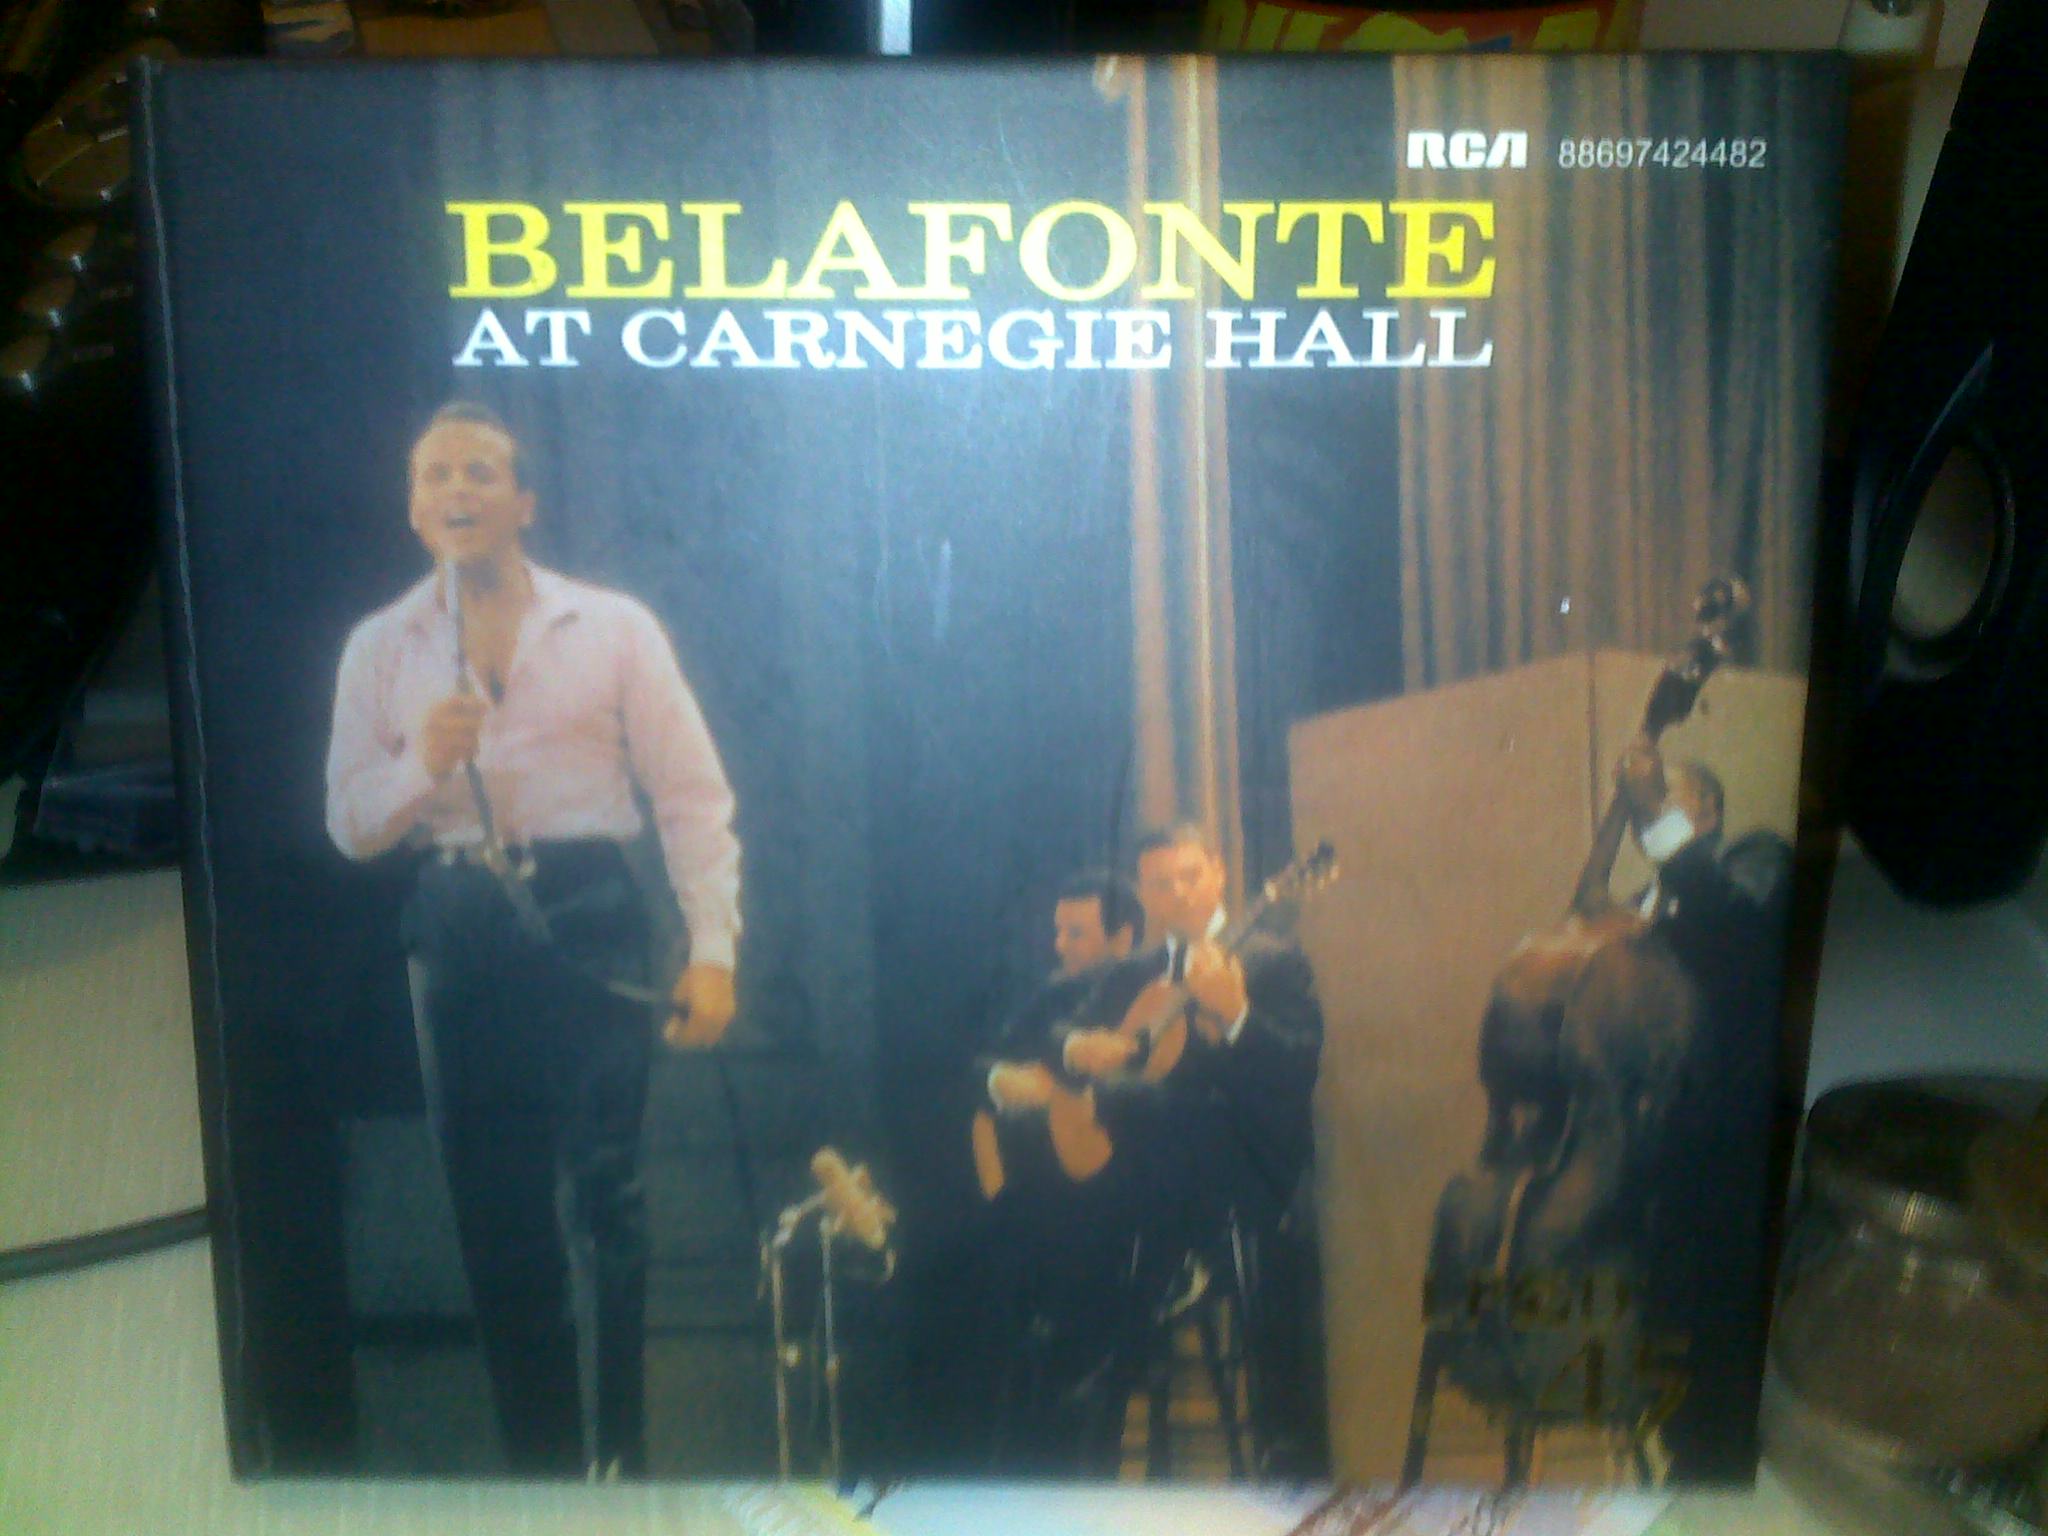 RCA 88697424482
BELAFONTE
AT CARNEGIE HALL